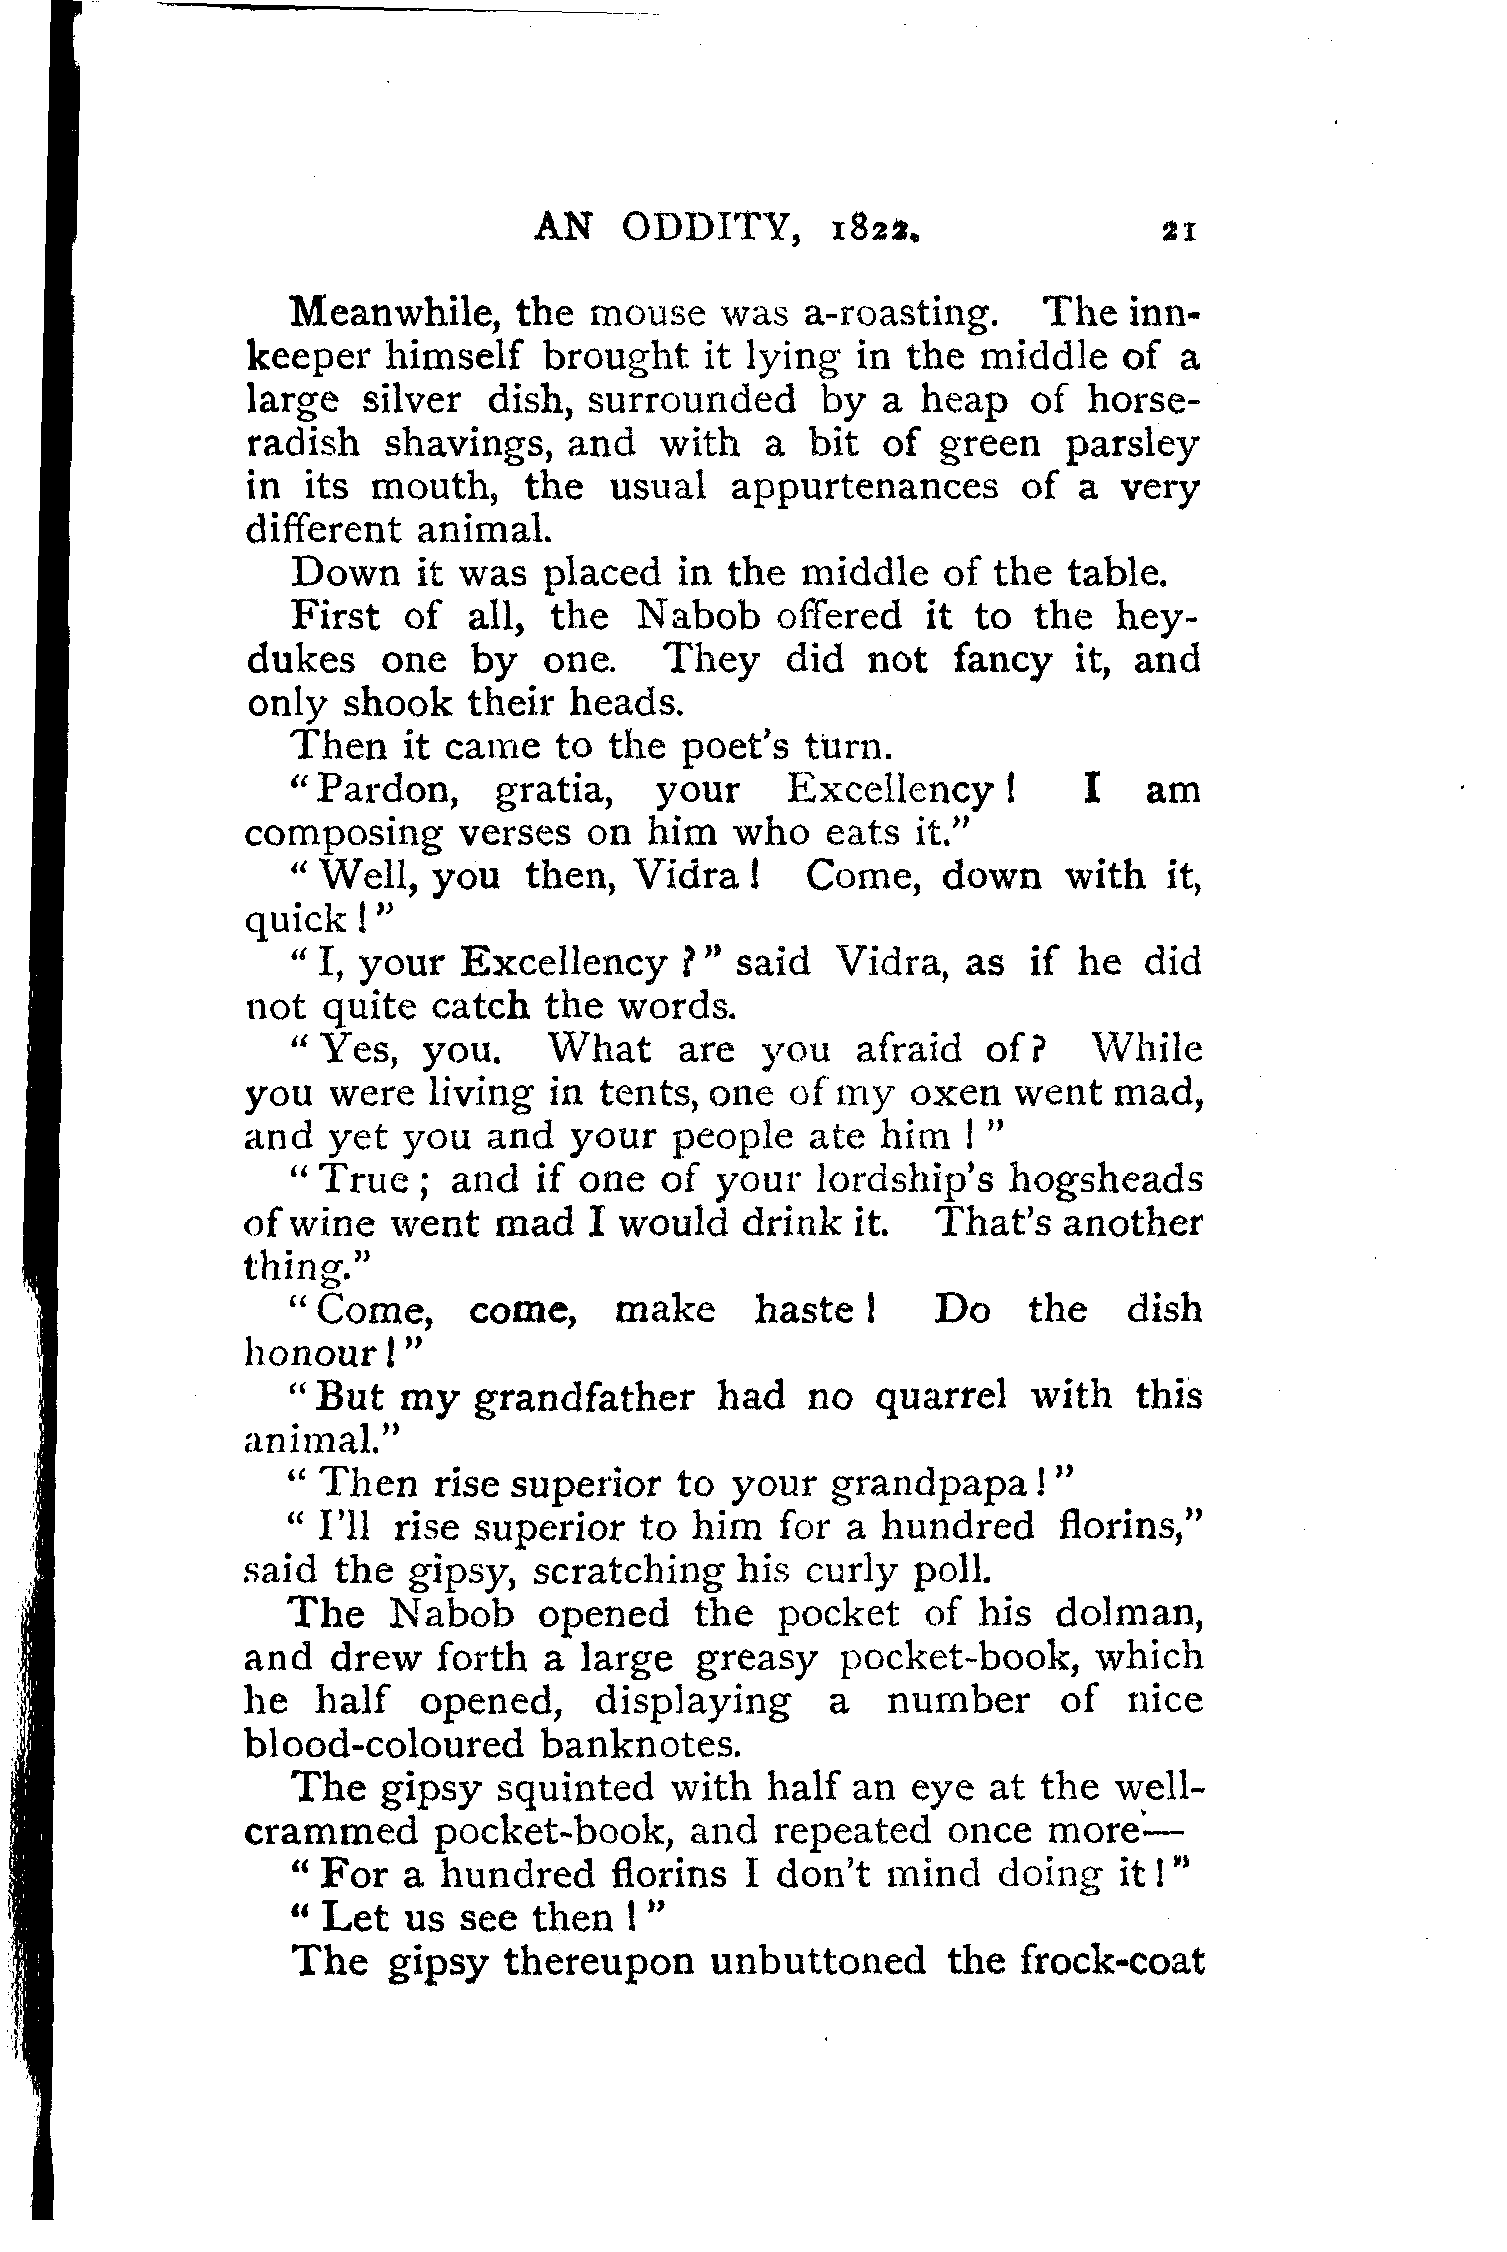 AN ODDITY, 1822. 21
Meanwhile, the mouse was a-roasting. The inn-
keeper himself brought it lying in the middle of a
large silver dish, surrounded by a heap of horse-
radish shavings, and with a bit of green parsley
in its mouth, the usual appurtenances of a very
different animal.
Down it was placed in the middle of the table.
First of all, the Nabob offered it to the hey-
dukes one by one. They did not fancy it, and
only shook their heads.
Then it came to the poet's turn.
"Pardon, gratia, your Excellency! I am
composing verses on him who eats it."
"Well, you then, Vidra! Come, down with it,
quick!"
"I, your Excellency?" said Vidra, as if he did
not quite catch the words.
"Yes, you. What are you afraid of? While
you were living in tents, one of my oxen went mad,
and yet you and your people ate him!"
"True; and if one of your lordship's hogsheads
of wine went mad I would drink it. That's another
thing."
"Come, come, make haste! Do the dish
honour!"
"But my grandfather had no quarrel with this
animal."
"Then rise superior to your grandpapa!"
"I'll rise superior to him for a hundred florins,"
said the gipsy, scratching his curly poll.
The Nabob opened the pocket of his dolman,
and drew forth a large greasy pocket-book, which
he half opened, displaying a number of nice
blood-coloured banknotes.
The gipsy squinted with half an eye at the well-
crammed pocket-book, and repeated once more—
"For a hundred florins I don't mind doing it!"
"Let us see then!"
The gipsy thereupon unbuttoned the frock-coat